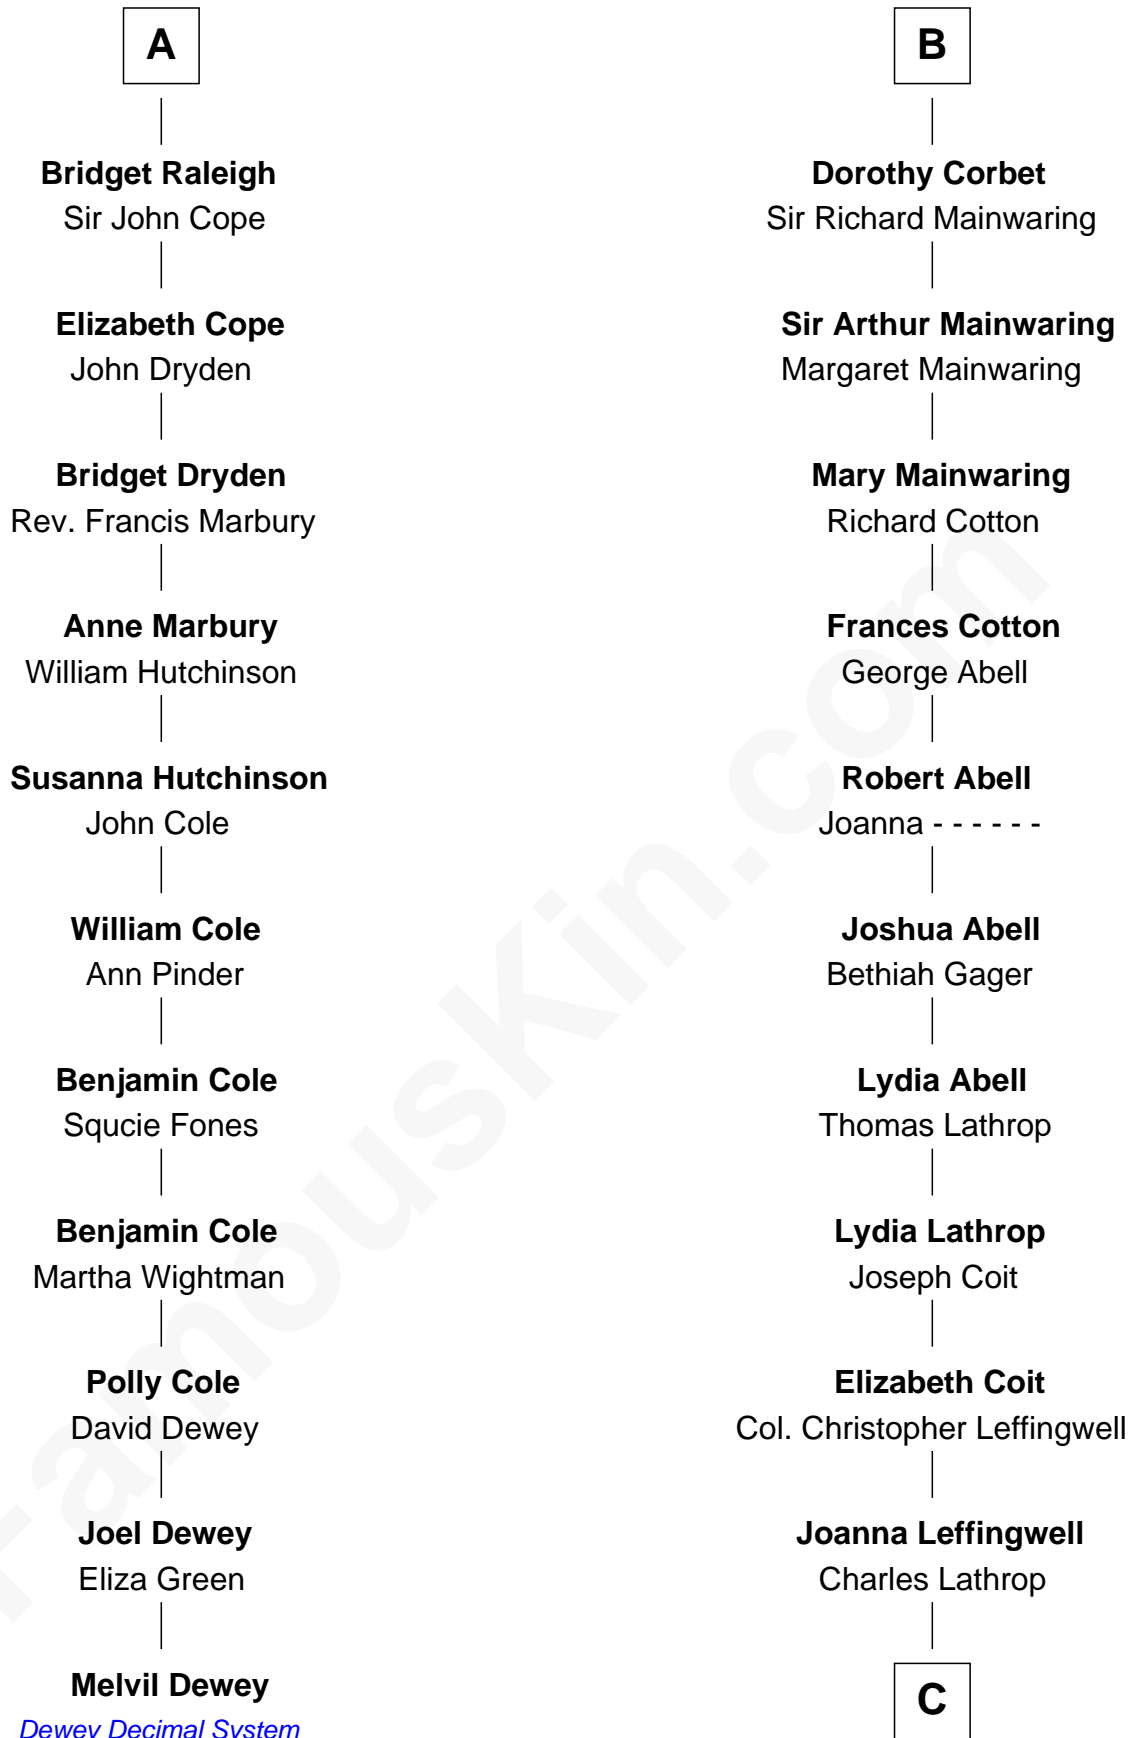 A
Bridget Raleigh
Sir John Cope
Elizabeth Cope
John Dryden
Bridget Dryden
Rev. Francis Marbury
Anne Marbury
William Hutchinson
Susanna Hutchinson
John Cole
William Cole
Ann Pinder
Benjamin Cole
Squcie Fones
Benjamin Cole
Martha Wightman
Polly Cole
David Dewey
Joel Dewey
Eliza Green
Melvil Dewey
Dewey Decimal System
B
Dorothy Corbet
Sir Richard Mainwaring
Sir Arthur Mainwaring
Margaret Mainwaring
Mary Mainwaring
Richard Cotton
Frances Cotton
George Abell
Robert Abell
Joanna - - - - - -
Joshua Abell
Bethiah Gager
Lydia Abell
Thomas Lathrop
Lydia Lathrop
Joseph Coit
Elizabeth Coit
Col. Christopher Leffingwell
Joanna Leffingwell
Charles Lathrop
C
FamousKin.com